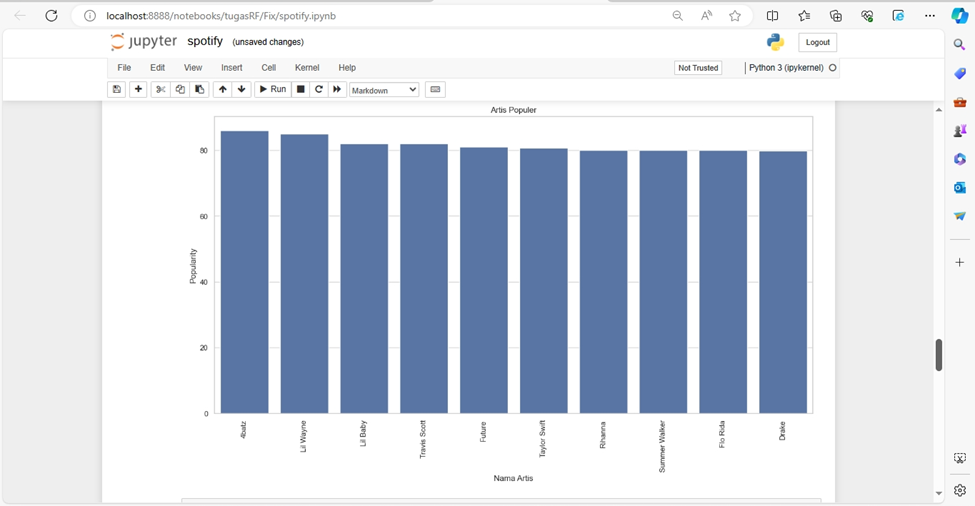 localhost:8888/notebooks/tugasRF/Fix/spotify.ipynb
jupyter spotify (unsaved changes)
Logout
File Edit View Insert Cell Kernel Help
Not Trusted
Python 3 (ipykernel)
Run
Markdown
Artis Populer
80
60
40
20
0
Popularity
4batz
Lil Wayne
Lil Baby
Travis Scott
Future
Taylor Swift
Rihanna
Summer Walker
Flo Rida
Drake
Nama Artis